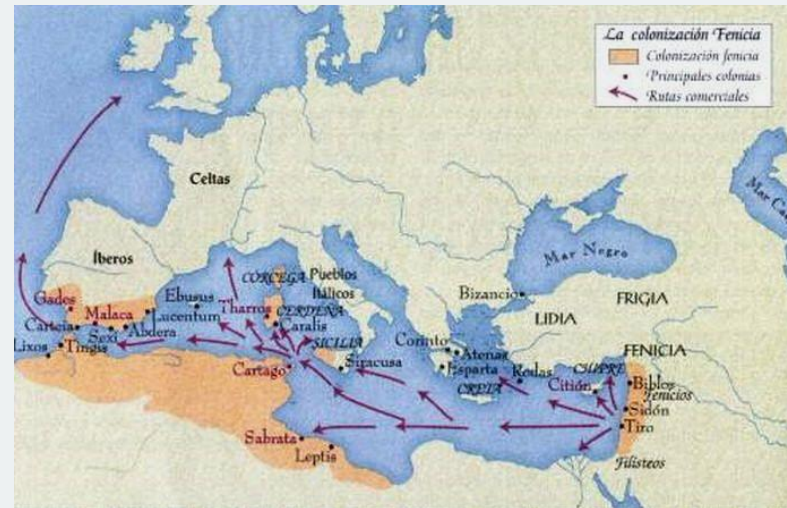 La colonización Fenicia
Colonización fenicia
Principales colonias
Rutas comerciales
Celtas
Íberos
Mar Negro
CÓRCEGA
Pueblos
Itálicos
Ebusus
Gades
Malaca
Lucentum
Tharros
CERDEÑA
Caralis
Bizancio
FRIGIA
LIDIA
Carteia
Sexi
Abdera
SICILIA
Corinto
Atenas
FENICIA
Lixos
Tingis
Siracusa
Esparta
Rodas
CHIPRE
Cartago
CRETA
Citión
Biblos
Fenicios
Sidón
Tiro
Sabrata
Leptis
Filisteos